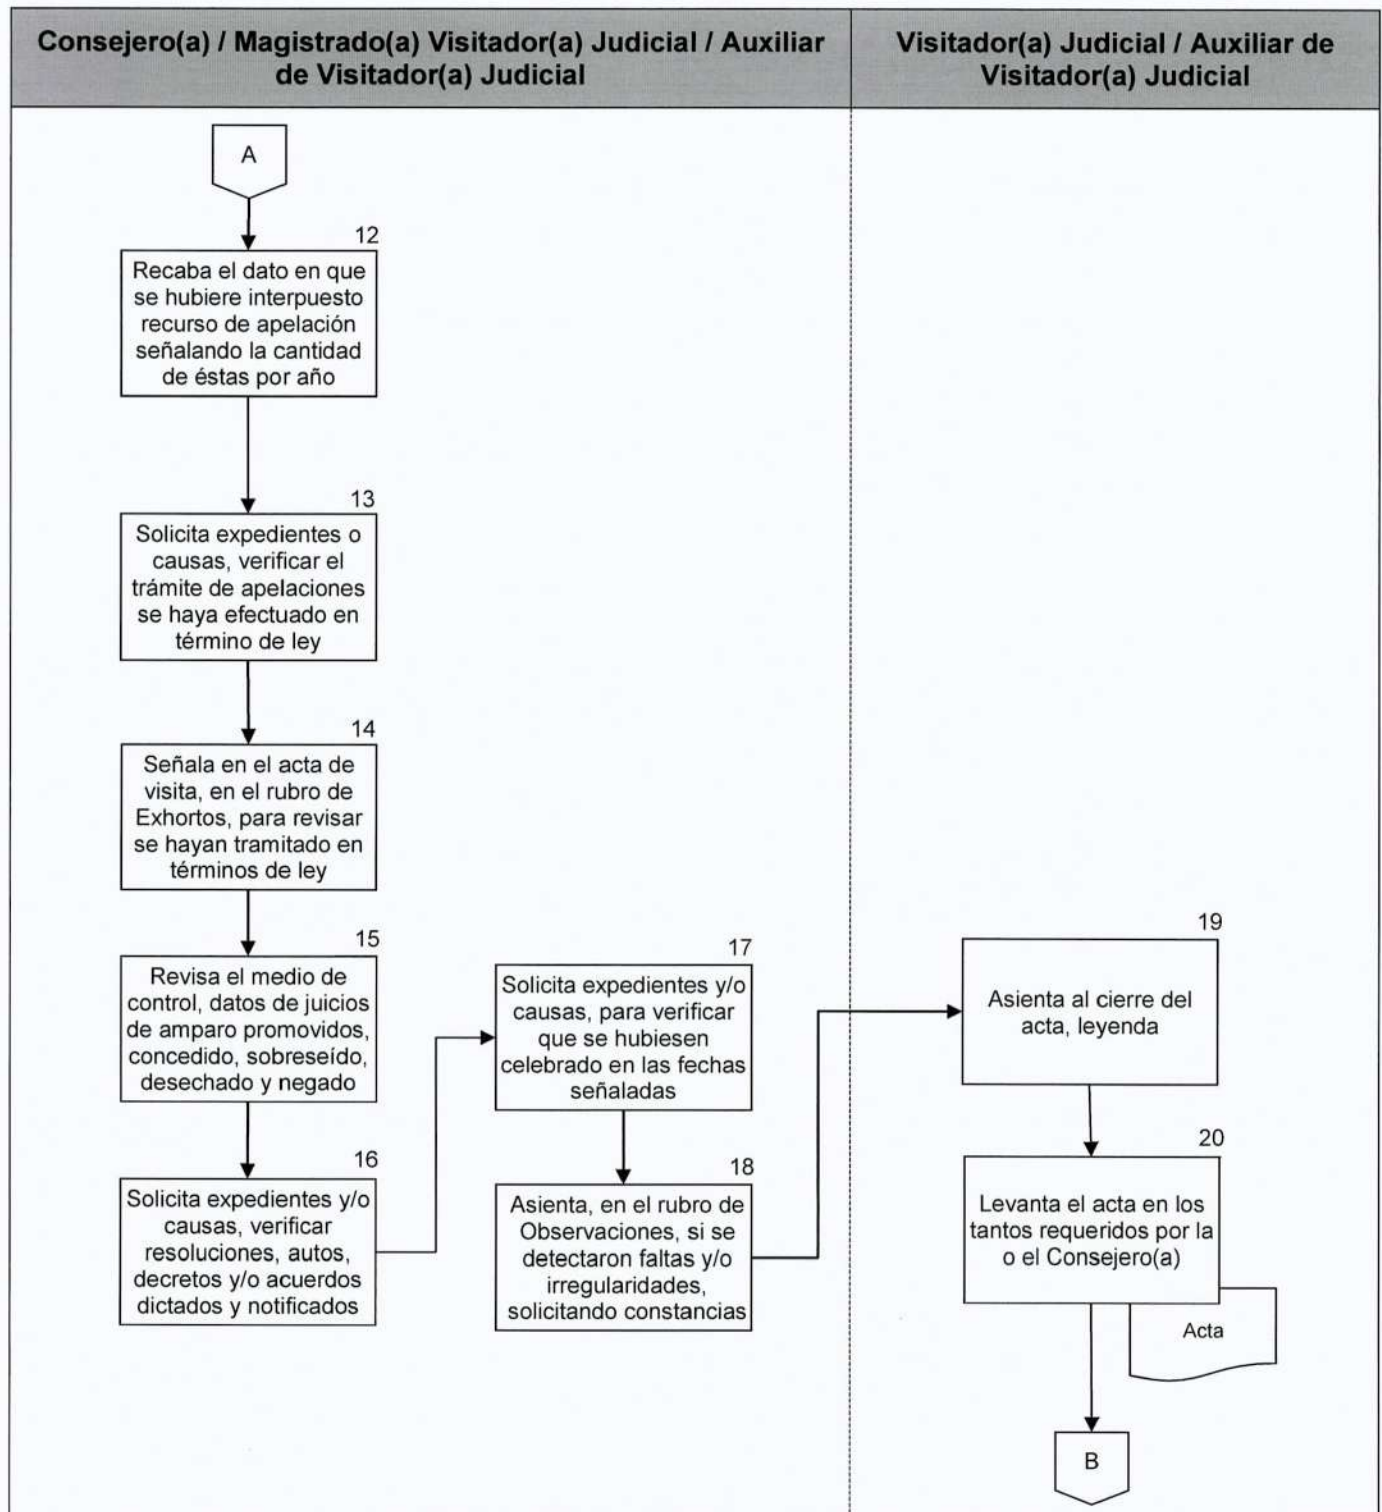 Consejero(a) / Magistrado(a) Visitador(a) Judicial / Auxiliar
de Visitador(a) Judicial
Visitador(a) Judicial / Auxiliar de
Visitador(a) Judicial
A
12
Recaba el dato en que
se hubiere interpuesto
recurso de apelación
señalando la cantidad
de éstas por año
13
Solicita expedientes o
causas, verificar el
trámite de apelaciones
se haya efectuado en
término de ley
14
Señala en el acta de
visita, en el rubro de
Exhortos, para revisar
se hayan tramitado en
términos de ley
15
Revisa el medio de
control, datos de juicios
de amparo promovidos,
concedido, sobreseído,
desechado y negado
16
Solicita expedientes y/o
causas, verificar
resoluciones, autos,
decretos y/o acuerdos
dictados y notificados
17
Solicita expedientes y/o
causas, para verificar
que se hubiesen
celebrado en las fechas
señaladas
18
Asienta, en el rubro de
Observaciones, si se
detectaron faltas y/o
irregularidades,
solicitando constancias
19
Asienta al cierre del
acta, leyenda
20
Levanta el acta en los
tantos requeridos por la
o el Consejero(a)
Acta
B